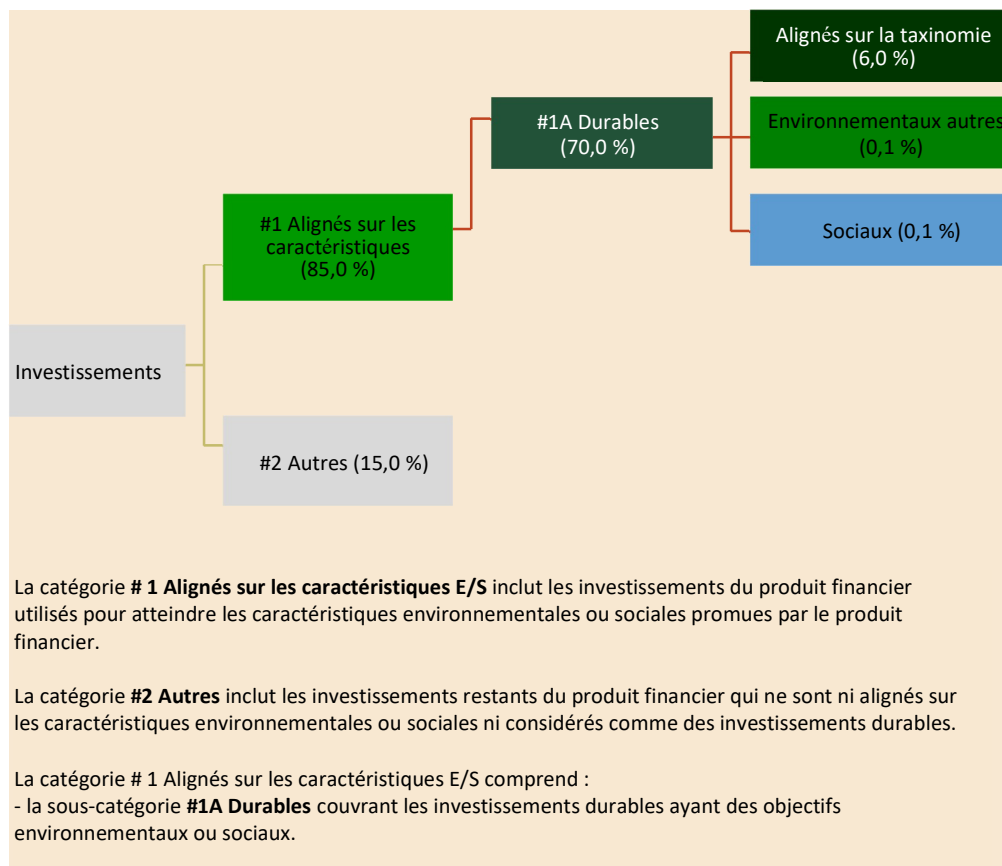 Alignés sur la taxinomie
(6,0 %)
#1A Durables
(70,0 %)
Environnementaux autres
(0,1 %)
#1 Alignés sur les
caractéristiques
(85,0 %)
Sociaux (0,1 %)
Investissements
#2 Autres (15,0 %)
La catégorie # 1 Alignés sur les caractéristiques E/S inclut les investissements du produit financier
utilisés pour atteindre les caractéristiques environnementales ou sociales promues par le produit
financier.
La catégorie #2 Autres inclut les investissements restants du produit financier qui ne sont ni alignés sur
les caractéristiques environnementales ou sociales ni considérés comme des investissements durables.
La catégorie # 1 Alignés sur les caractéristiques E/S comprend :
- la sous-catégorie #1A Durables couvrant les investissements durables ayant des objectifs
environnementaux ou sociaux.